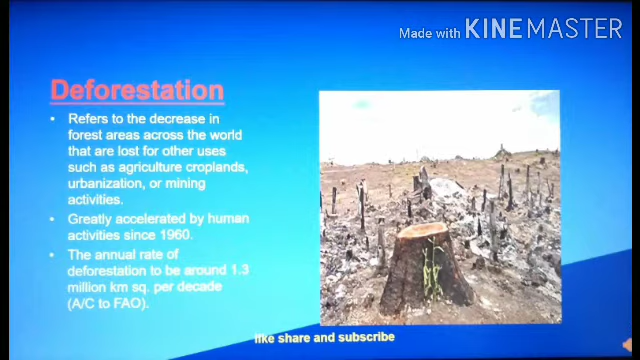 Made with KINEMASTER
Deforestation
• Refers to the decrease in
forest areas across the world
that are lost for other uses
such as agriculture croplands,
urbanization, or mining
activities.
• Greatly accelerated by human
activities since 1960.
• The annual rate of
deforestation to be around 1.3
million km sq. per decade
(A/C to FAO).
like share and subscribe